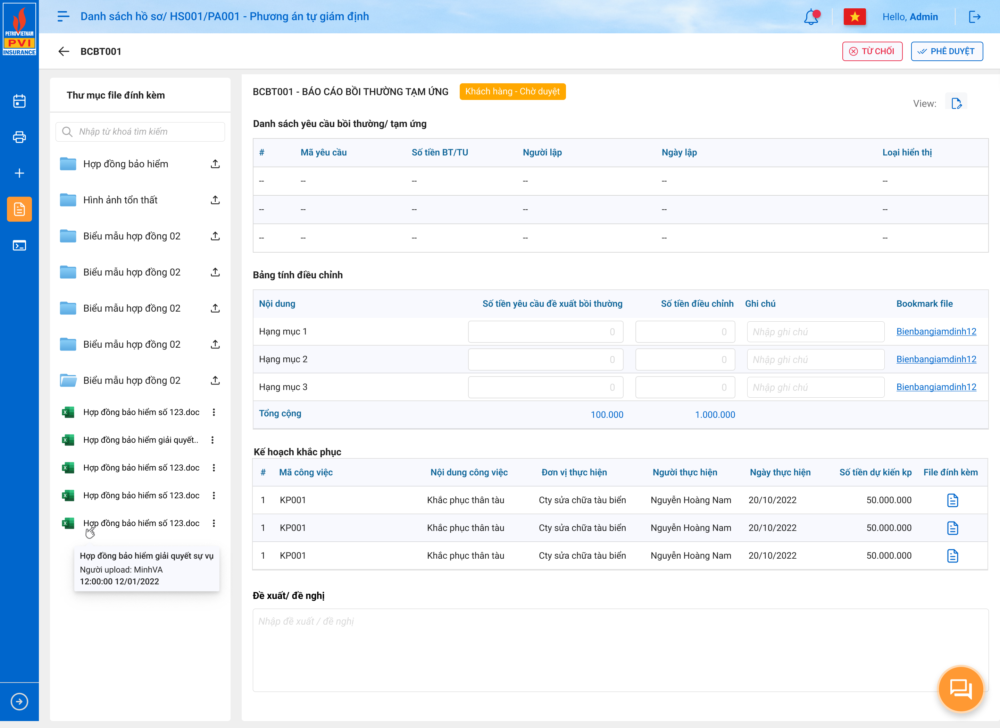 PETROVIETNAM
PVI
INSURANCE
Danh sách hồ sơ/ HS001/PA001 - Phương án tự giám định
Hello, Admin
BCBT001
TỪ CHỐI
PHÊ DUYỆT
Thư mục file đính kèm
Nhập từ khoá tìm kiếm
Hợp đồng bảo hiểm
Hình ảnh tổn thất
Biểu mẫu hợp đồng 02
Biểu mẫu hợp đồng 02
Biểu mẫu hợp đồng 02
Biểu mẫu hợp đồng 02
Biểu mẫu hợp đồng 02
Hợp đồng bảo hiểm số 123.doc
Hợp đồng bảo hiểm giải quyết..
Hợp đồng bảo hiểm số 123.doc
Hợp đồng bảo hiểm số 123.doc
Hợp đồng bảo hiểm số 123.doc
Hợp đồng bảo hiểm giải quyết sự vụ
Người upload: MinhVA
12:00:00 12/01/2022
BCBT001 - BÁO CÁO BỒI THƯỜNG TẠM ỨNG
Khách hàng - Chờ duyệt
View:
Danh sách yêu cầu bồi thường/ tạm ứng
# Mã yêu cầu Số tiền BT/TU Người lập Ngày lập Loại hiển thị
-- -- -- -- -- --
-- -- -- -- -- --
-- -- -- -- -- --
Bảng tính điều chỉnh
Nội dung Số tiền yêu cầu đề xuất bồi thường Số tiền điều chỉnh Ghi chú Bookmark file
Hạng mục 1 0 0 Nhập ghi chú Bienbangiamdinh12
Hạng mục 2 0 0 Nhập ghi chú Bienbangiamdinh12
Hạng mục 3 0 0 Nhập ghi chú Bienbangiamdinh12
Tổng cộng 100.000 1.000.000
Kế hoạch khắc phục
# Mã công việc Nội dung công việc Đơn vị thực hiện Người thực hiện Ngày thực hiện Số tiền dự kiến kp File đính kèm
1 KP001 Khắc phục thân tàu Cty sửa chữa tàu biển Nguyễn Hoàng Nam 20/10/2022 50.000.000
1 KP001 Khắc phục thân tàu Cty sửa chữa tàu biển Nguyễn Hoàng Nam 20/10/2022 50.000.000
1 KP001 Khắc phục thân tàu Cty sửa chữa tàu biển Nguyễn Hoàng Nam 20/10/2022 50.000.000
Đề xuất/ đề nghị
Nhập đề xuất / đề nghị